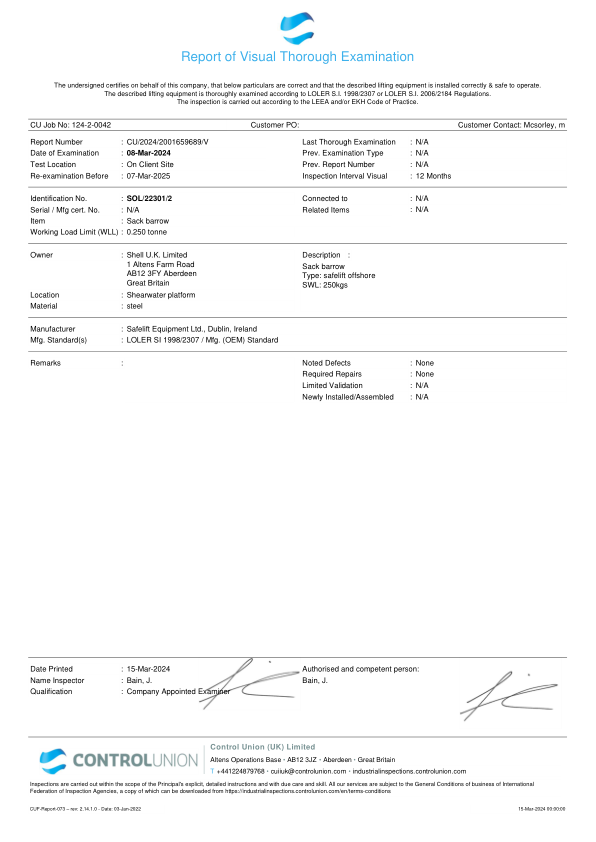 Report of Visual Thorough Examination
The undersigned certifies on behalf of this company, that below particulars are correct and that the described lifting equipment is installed correctly & safe to operate.
The described lifting equipment is thoroughly examined according to LOLER S.I. 1998/2307 or LOLER S.I. 2006/2184 Regulations.
The inspection is carried out according to the LEEA and/or EKH Code of Practice.
CU Job No: 124-2-0042 Customer PO: Customer Contact: Mcsorley, m
Report Number : CU/2024/2001659689/V Last Thorough Examination : N/A
Date of Examination : 08-Mar-2024 Prev. Examination Type : N/A
Test Location : On Client Site Prev. Report Number : N/A
Re-examination Before : 07-Mar-2025 Inspection Interval Visual : 12 Months
Identification No. : SOL/22301/2 Connected to : N/A
Serial / Mfg cert. No. : N/A Related Items : N/A
Item : Sack barrow
Working Load Limit (WLL) : 0.250 tonne
Owner : Shell U.K. Limited Description :
1 Altens Farm Road Sack barrow
AB12 3FY Aberdeen Type: safelift offshore
Great Britain SWL: 250kgs
Location : Shearwater platform
Material : steel
Manufacturer : Safelift Equipment Ltd., Dublin, Ireland
Mfg. Standard(s) : LOLER SI 1998/2307 / Mfg. (OEM) Standard
Remarks : Noted Defects : None
Required Repairs : None
Limited Validation : N/A
Newly Installed/Assembled : N/A
Date Printed : 15-Mar-2024 Authorised and competent person:
Name Inspector : Bain, J. Bain, J.
Qualification : Company Appointed Examiner
CONTROLUNION
Control Union (UK) Limited
Altens Operations Base · AB12 3JZ · Aberdeen · Great Britain
T +441224879768 · cuiiuk@controlunion.com · industrialinspections.controlunion.com
Inspections are carried out within the scope of the Principal's explicit, detailed instructions and with due care and skill. All our services are subject to the General Conditions of business of International
Federation of Inspection Agencies, a copy of which can be downloaded from https://industrialinspections.controlunion.com/en/terms-conditions
CUF-Report-073 – rev: 2.14.1.0 - Date: 03-Jun-2022 15-Mar-2024 00:00:00